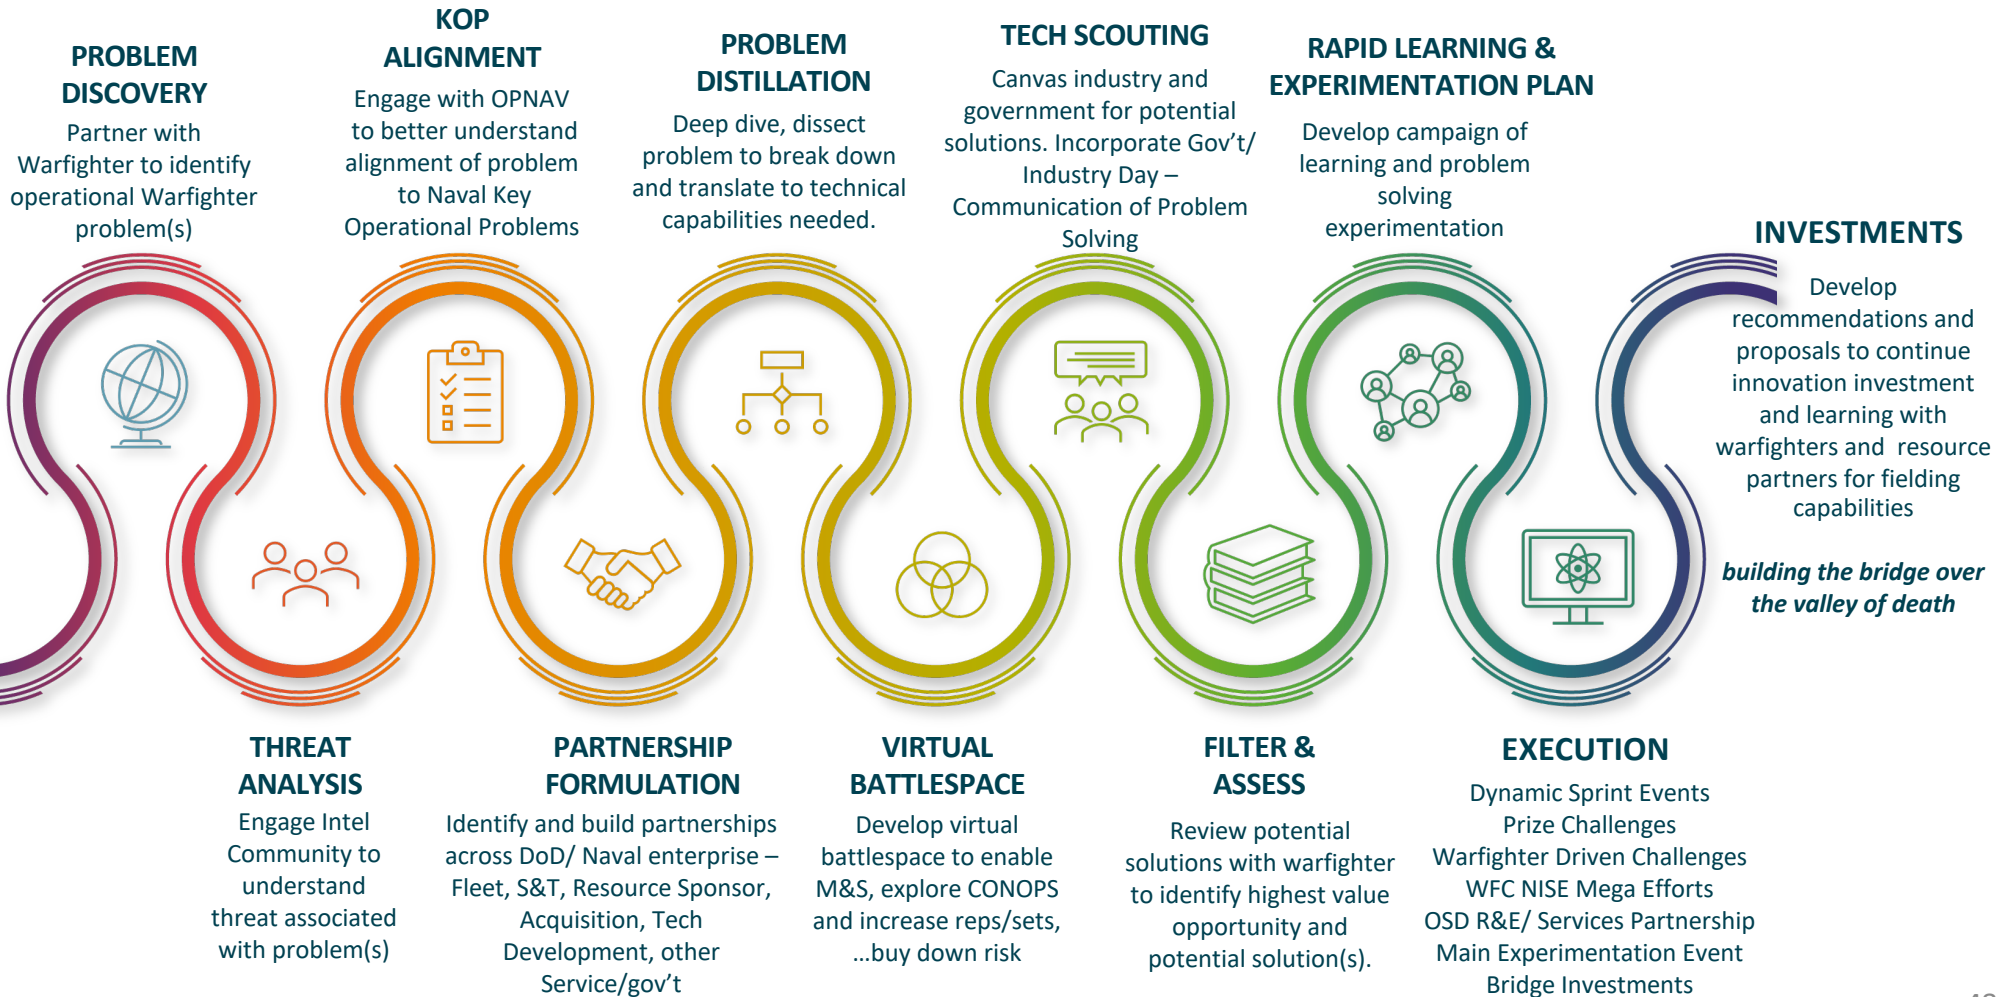 PROBLEM
DISCOVERY
Partner with
Warfighter to identify
operational Warfighter
problem(s)
KOP
ALIGNMENT
Engage with OPNAV
to better understand
alignment of problem
to Naval Key
Operational Problems
PROBLEM
DISTILLATION
Deep dive, dissect
problem to break down
and translate to technical
capabilities needed.
TECH SCOUTING
Canvas industry and
government for potential
solutions. Incorporate Gov't/
Industry Day –
Communication of Problem
Solving
RAPID LEARNING &
EXPERIMENTATION PLAN
Develop campaign of
learning and problem
solving
experimentation
INVESTMENTS
Develop
recommendations and
proposals to continue
innovation investment
and learning with
warfighters and resource
partners for fielding
capabilities
building the bridge over
the valley of death
THREAT
ANALYSIS
Engage Intel
Community to
understand
threat associated
with problem(s)
PARTNERSHIP
FORMULATION
Identify and build partnerships
across DoD/ Naval enterprise –
Fleet, S&T, Resource Sponsor,
Acquisition, Tech
Development, other
Service/gov't
VIRTUAL
BATTLESPACE
Develop virtual
battlespace to enable
M&S, explore CONOPS
and increase reps/sets,
...buy down risk
FILTER &
ASSESS
Review potential
solutions with warfighter
to identify highest value
opportunity and
potential solution(s).
EXECUTION
Dynamic Sprint Events
Prize Challenges
Warfighter Driven Challenges
WFC NISE Mega Efforts
OSD R&E/ Services Partnership
Main Experimentation Event
Bridge Investments